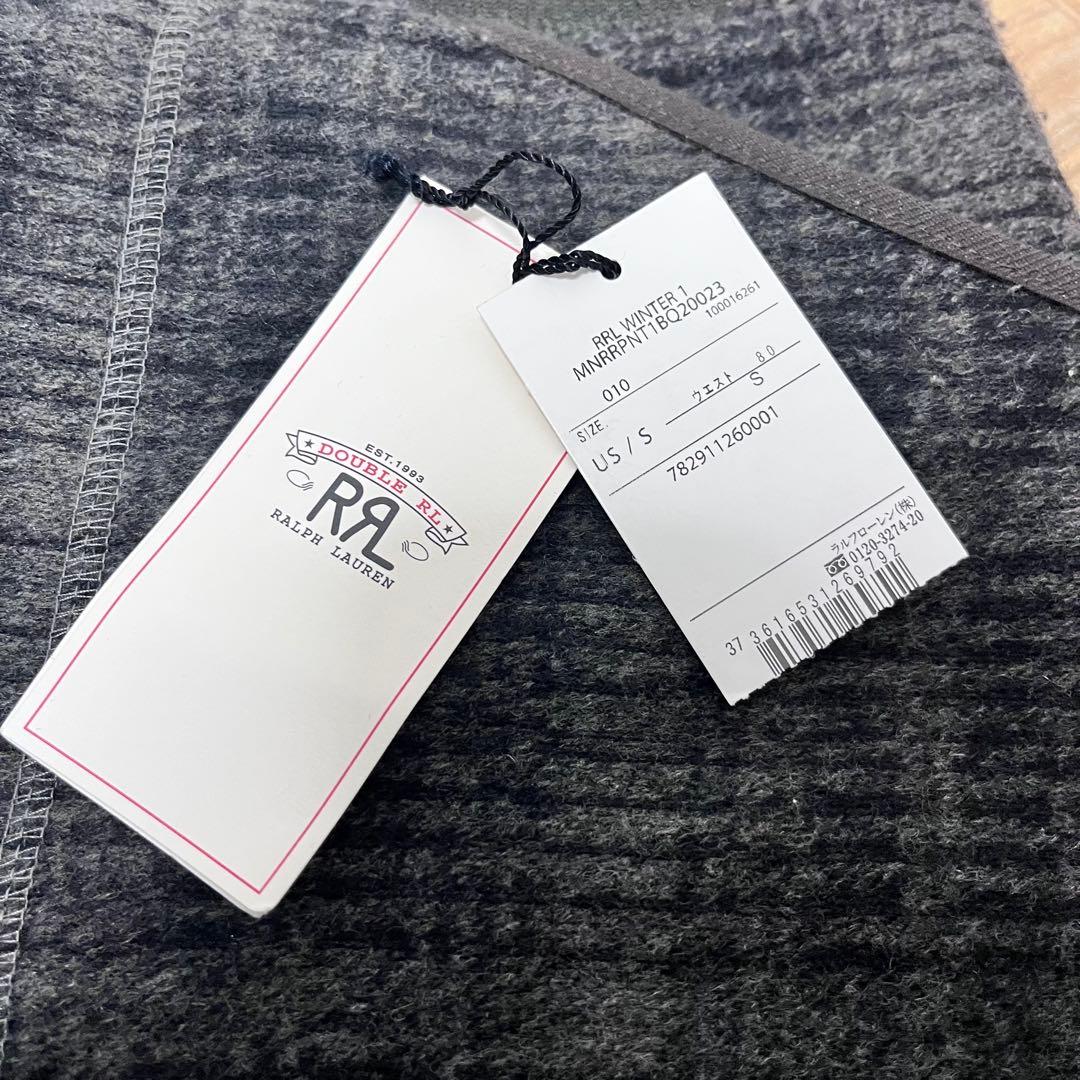 EST.1993
★ DOUBLE RL ★
RRL
RALPH LAUREN
RRL WINTER 1
MNRRPNT1BQ20023
010 100016261
SIZE. ウエスト 80
US / S S
782911260001
ラルフローレン(株)
0120-3274-20
37 3616531269792